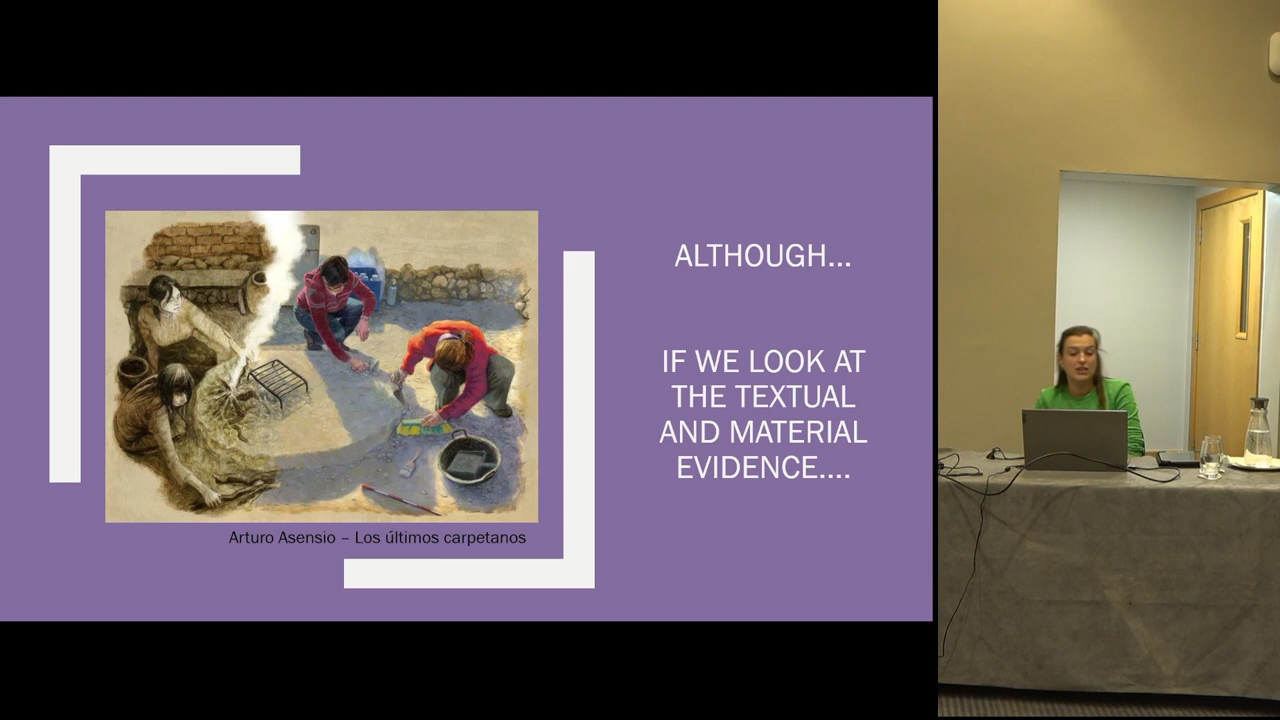 ALTHOUGH...
IF WE LOOK AT
THE TEXTUAL
AND MATERIAL
EVIDENCE....
Arturo Asensio – Los últimos carpetanos